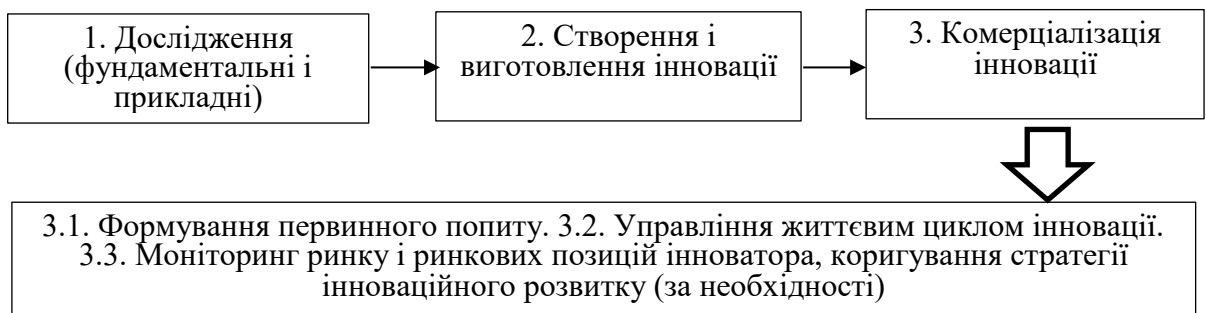 1. Дослідження
(фундаментальні і
прикладні)
2. Створення і
виготовлення інновації
3. Комерціалізація
інновації
3.1. Формування первинного попиту. 3.2. Управління життєвим циклом інновації.
3.3. Моніторинг ринку і ринкових позицій інноватора, коригування стратегії
інноваційного розвитку (за необхідності)